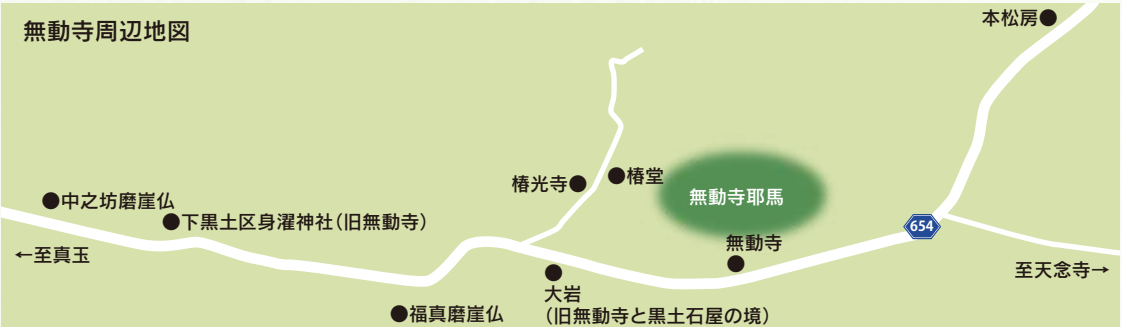 無動寺周辺地図
本松房
椿光寺
椿堂
無動寺耶馬
中之坊磨崖仏
下黒土区身濯神社（旧無動寺）
654
無動寺
←至真玉
至天念寺→
大岩
（旧無動寺と黒土石屋の境）
福真磨崖仏